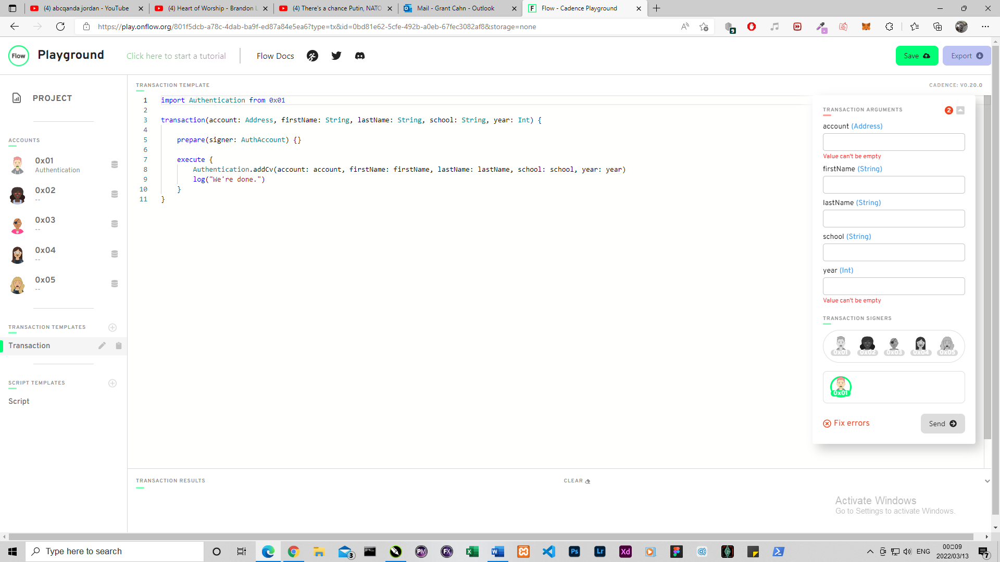 (4) abcqanda jordan - YouTube
(4) Heart of Worship - Brandon L
(4) There's a chance Putin, NATO
Mail - Grant Cahn - Outlook
Flow - Cadence Playground
https://play.onflow.org/801f5dcb-a78c-4dab-ba9f-ed87a84e5ea6?type=tx&id=0bd81e62-5cfe-492b-a0eb-67fec3082af8&storage=none
9
Flow
Playground
Click here to start a tutorial
Flow Docs
Save
Export
PROJECT
ACCOUNTS
0x01
Authentication
0x02
--
0x03
--
0x04
--
0x05
--
TRANSACTION TEMPLATES
Transaction
SCRIPT TEMPLATES
Script
TRANSACTION TEMPLATE
CADENCE: V0.20.0
1 import Authentication from 0x01
2
3 transaction(account: Address, firstName: String, lastName: String, school: String, year: Int) {
4
5 prepare(signer: AuthAccount) {}
6
7 execute {
8 Authentication.addCv(account: account, firstName: firstName, lastName: lastName, school: school, year: year)
9 log("We're done.")
10 }
11 }
TRANSACTION ARGUMENTS
2
account (Address)
Value can't be empty
firstName (String)
lastName (String)
school (String)
year (Int)
Value can't be empty
TRANSACTION SIGNERS
0x01 0x02 0x03 0x04 0x05
0x01
Fix errors
Send
TRANSACTION RESULTS
CLEAR
Activate Windows
Go to Settings to activate Windows.
Type here to search
3
PM
FX
Ps
Lr
Xd
ENG
00:09
2022/03/13
7